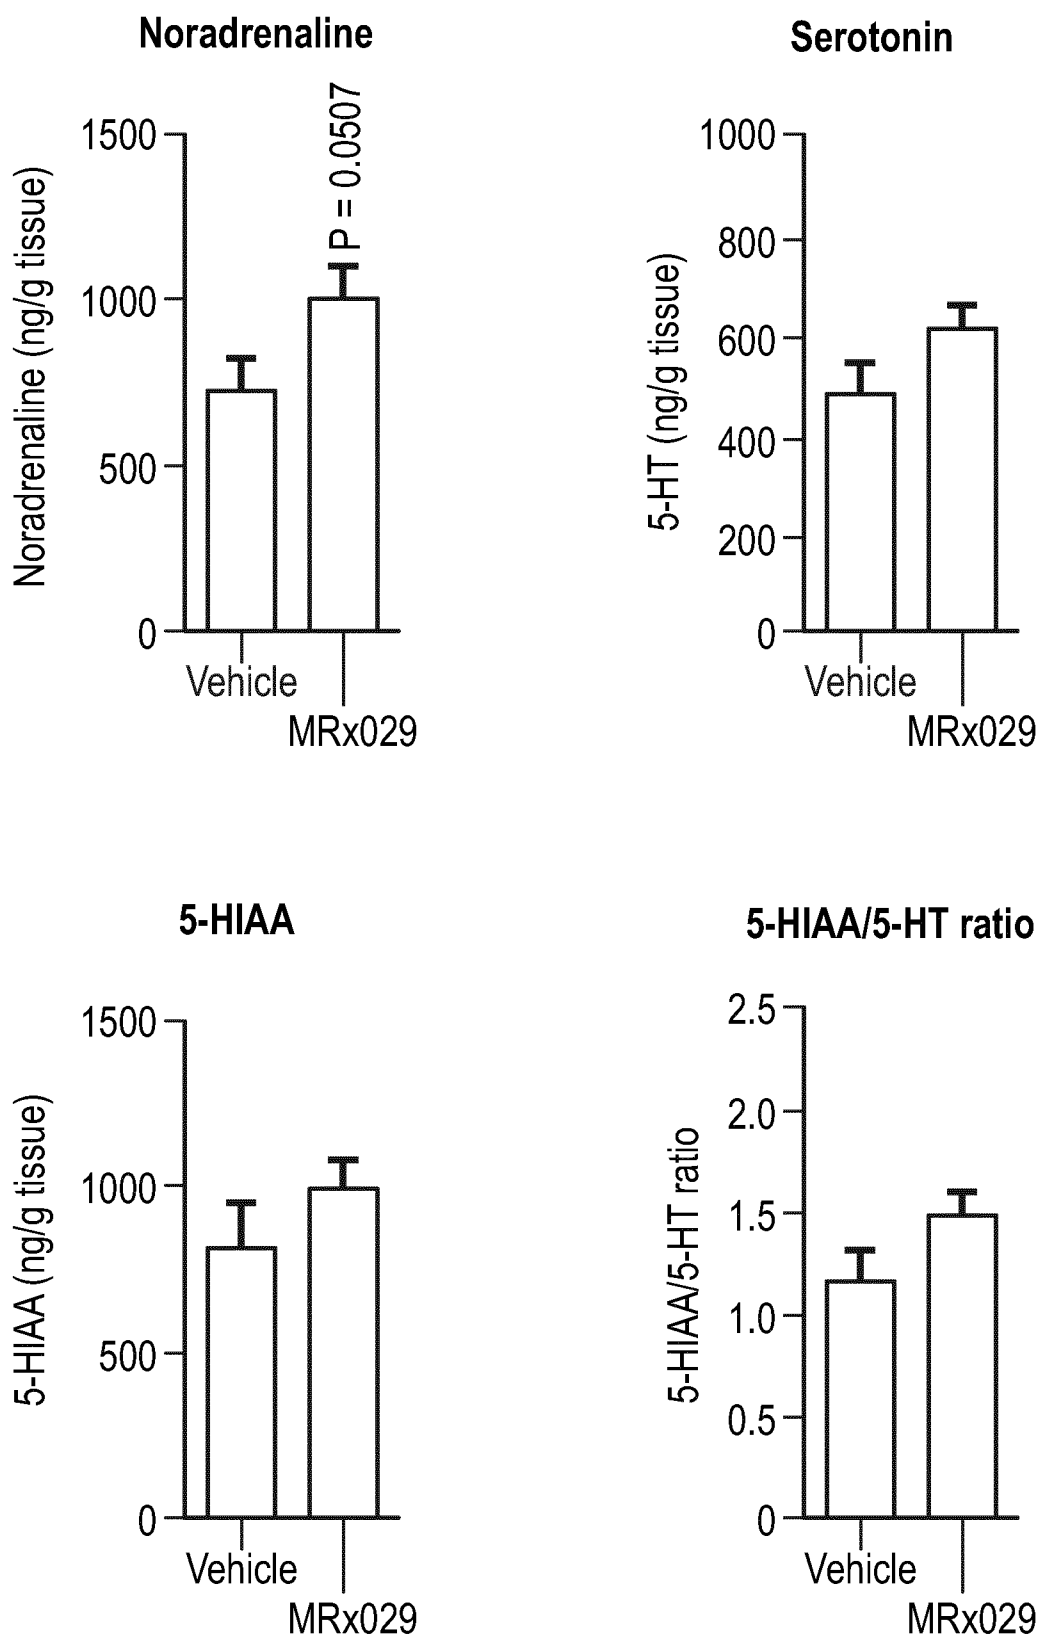 Noradrenaline
Noradrenaline (ng/g tissue)
1500
1000
500
0
P = 0.0507
Vehicle
MRx029
Serotonin
5-HT (ng/g tissue)
1000
800
600
400
200
0
Vehicle
MRx029
5-HIAA
5-HIAA (ng/g tissue)
1500
1000
500
0
Vehicle
MRx029
5-HIAA/5-HT ratio
5-HIAA/5-HT ratio
2.5
2.0
1.5
1.0
0.5
0
Vehicle
MRx029